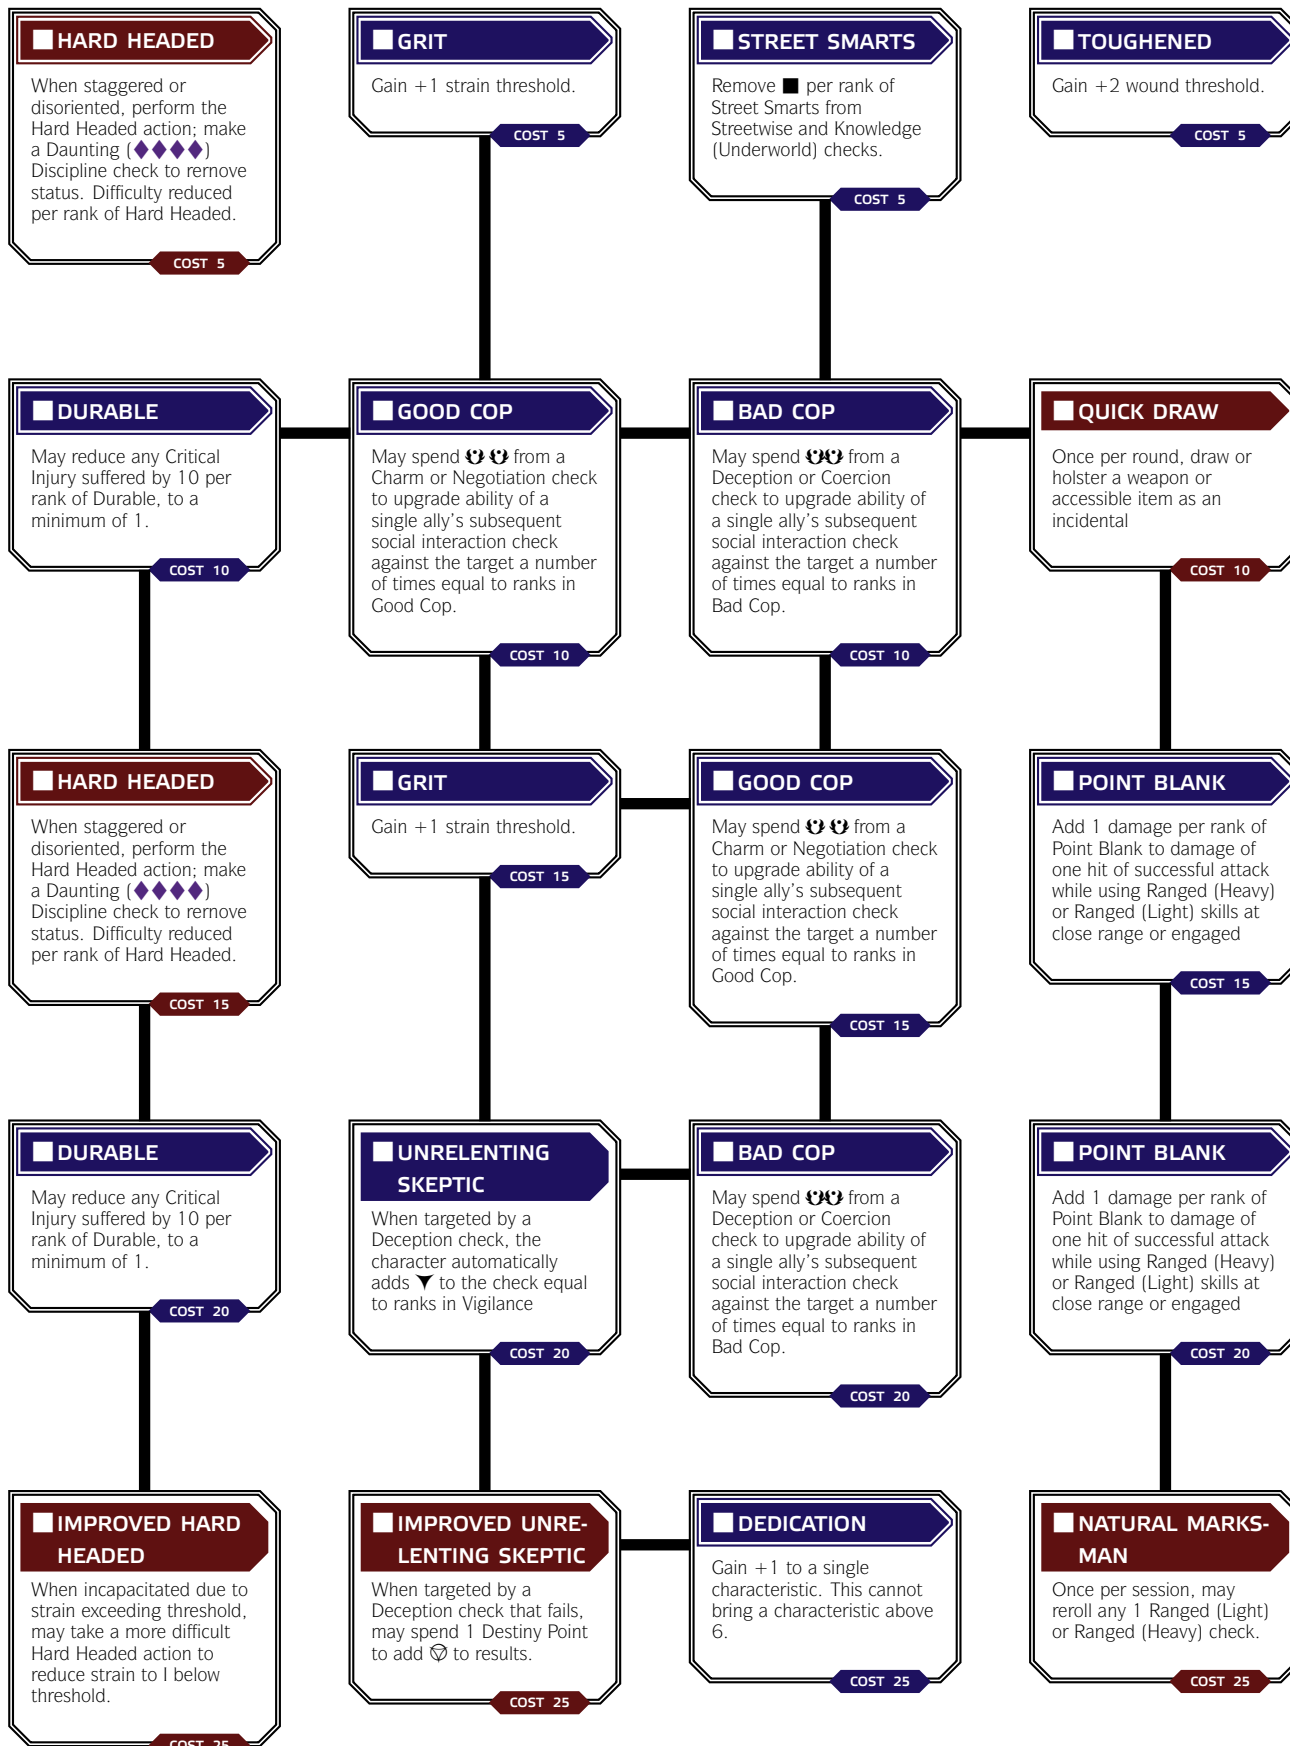 HARD HEADED
When staggered or
disoriented, perform the
Hard Headed action; make
a Daunting (◆◆◆◆)
Discipline check to rernove
status. Difficulty reduced
per rank of Hard Headed.
COST 5
GRIT
Gain +1 strain threshold.
COST 5
STREET SMARTS
Remove ■ per rank of
Street Smarts from
Streetwise and Knowledge
(Underworld) checks.
COST 5
TOUGHENED
Gain +2 wound threshold.
COST 5
DURABLE
May reduce any Critical
Injury suffered by 10 per
rank of Durable, to a
minimum of 1.
COST 10
GOOD COP
May spend from a
Charm or Negotiation check
to upgrade ability of a
single ally's subsequent
social interaction check
against the target a number
of times equal to ranks in
Good Cop.
COST 10
BAD COP
May spend from a
Deception or Coercion
check to upgrade ability of
a single ally's subsequent
social interaction check
against the target a number
of times equal to ranks in
Bad Cop.
COST 10
QUICK DRAW
Once per round, draw or
holster a weapon or
accessible item as an
incidental
COST 10
HARD HEADED
When staggered or
disoriented, perform the
Hard Headed action; make
a Daunting (◆◆◆◆)
Discipline check to rernove
status. Difficulty reduced
per rank of Hard Headed.
COST 15
GRIT
Gain +1 strain threshold.
COST 15
GOOD COP
May spend from a
Charm or Negotiation check
to upgrade ability of a
single ally's subsequent
social interaction check
against the target a number
of times equal to ranks in
Good Cop.
COST 15
POINT BLANK
Add 1 damage per rank of
Point Blank to damage of
one hit of successful attack
while using Ranged (Heavy)
or Ranged (Light) skills at
close range or engaged
COST 15
DURABLE
May reduce any Critical
Injury suffered by 10 per
rank of Durable, to a
minimum of 1.
COST 20
UNRELENTING
SKEPTIC
When targeted by a
Deception check, the
character automatically
adds to the check equal
to ranks in Vigilance
COST 20
BAD COP
May spend from a
Deception or Coercion
check to upgrade ability of
a single ally's subsequent
social interaction check
against the target a number
of times equal to ranks in
Bad Cop.
COST 20
POINT BLANK
Add 1 damage per rank of
Point Blank to damage of
one hit of successful attack
while using Ranged (Heavy)
or Ranged (Light) skills at
close range or engaged
COST 20
IMPROVED HARD
HEADED
When incapacitated due to
strain exceeding threshold,
may take a more difficult
Hard Headed action to
reduce strain to I below
threshold.
COST 25
IMPROVED UNRE-
LENTING SKEPTIC
When targeted by a
Deception check that fails,
may spend 1 Destiny Point
to add to results.
COST 25
DEDICATION
Gain +1 to a single
characteristic. This cannot
bring a characteristic above
6.
COST 25
NATURAL MARKS-
MAN
Once per session, may
reroll any 1 Ranged (Light)
or Ranged (Heavy) check.
COST 25